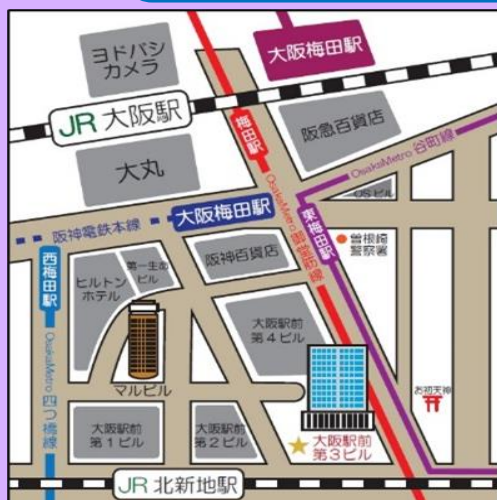 ヨドバシ
カメラ
大阪梅田駅
JR 大阪駅
梅田駅
阪急百貨店
大丸
OsakaMetro 谷町線
OSビル
大阪梅田駅
阪神電鉄本線
OsakaMetro 御堂筋線
東梅田駅
曽根崎
警察署
阪神百貨店
西梅田駅
第一生命
ビル
ヒルトン
ホテル
大阪駅前
第4ビル
OsakaMetro 四つ橋線
マルビル
お初天神
大阪駅前
第1ビル
大阪駅前
第2ビル
大阪駅前
第3ビル
JR 北新地駅